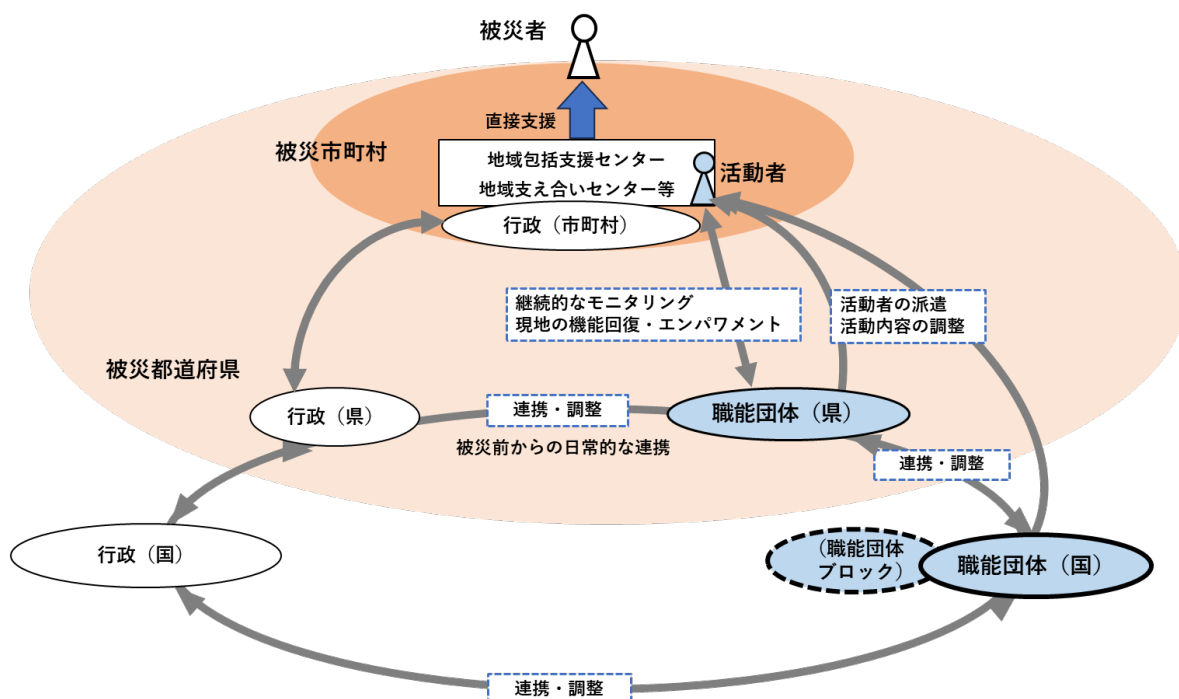 被災者
直接支援
被災市町村
地域包括支援センター
地域支え合いセンター等
活動者
行政（市町村）
継続的なモニタリング
現地の機能回復・エンパワメント
活動者の派遣
活動内容の調整
被災都道府県
行政（県）
連携・調整
職能団体（県）
被災前からの日常的な連携
連携・調整
行政（国）
（職能団体
ブロック）
職能団体（国）
連携・調整